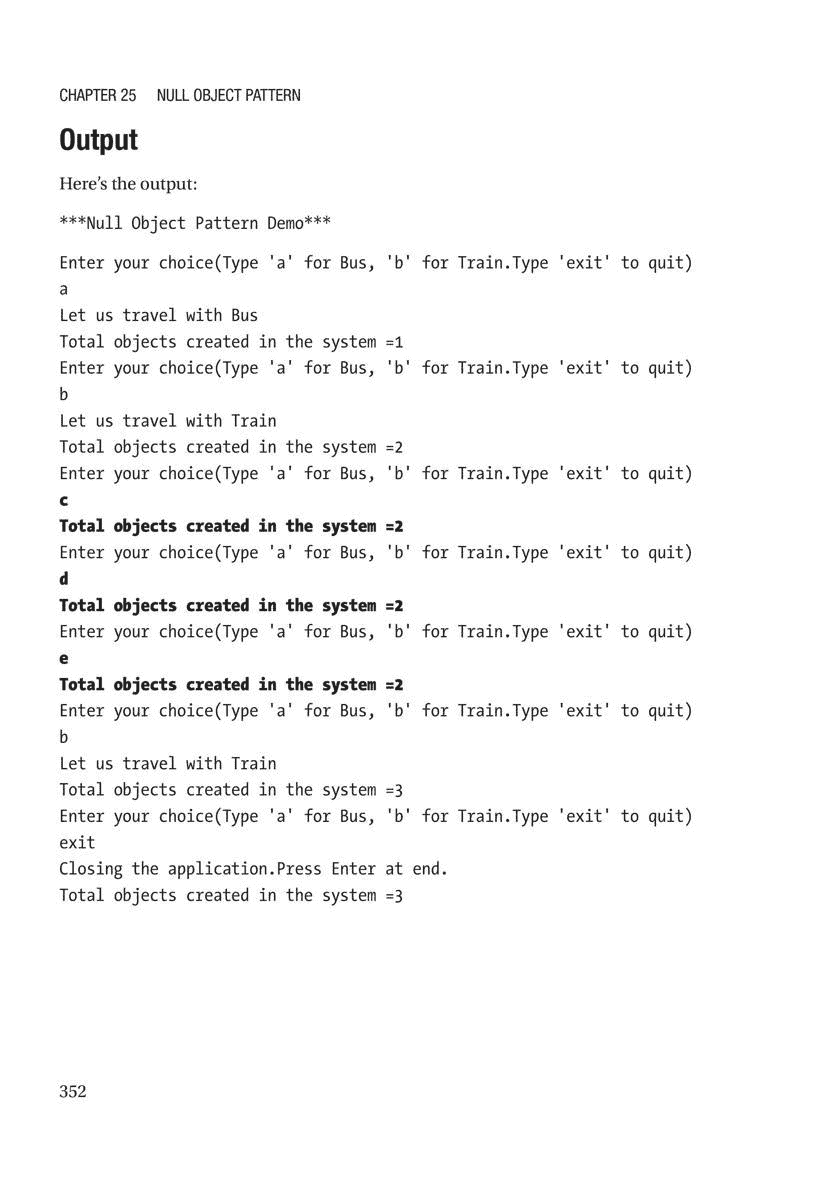 CHAPTER 25 NULL OBJECT PATTERN
Output
Here’s the output:
***Null Object Pattern Demo***
Enter your choice(Type 'a' for Bus, 'b' for Train.Type 'exit' to quit)
a
Let us travel with Bus
Total objects created in the system =1
Enter your choice(Type 'a' for Bus, 'b' for Train.Type 'exit' to quit)
b
Let us travel with Train
Total objects created in the system =2
Enter your choice(Type 'a' for Bus, 'b' for Train.Type 'exit' to quit)
c
Total objects created in the system =2
Enter your choice(Type 'a' for Bus, 'b' for Train.Type 'exit' to quit)
d
Total objects created in the system =2
Enter your choice(Type 'a' for Bus, 'b' for Train.Type 'exit' to quit)
e
Total objects created in the system =2
Enter your choice(Type 'a' for Bus, 'b' for Train.Type 'exit' to quit)
b
Let us travel with Train
Total objects created in the system =3
Enter your choice(Type 'a' for Bus, 'b' for Train.Type 'exit' to quit)
exit
Closing the application.Press Enter at end.
Total objects created in the system =3
352